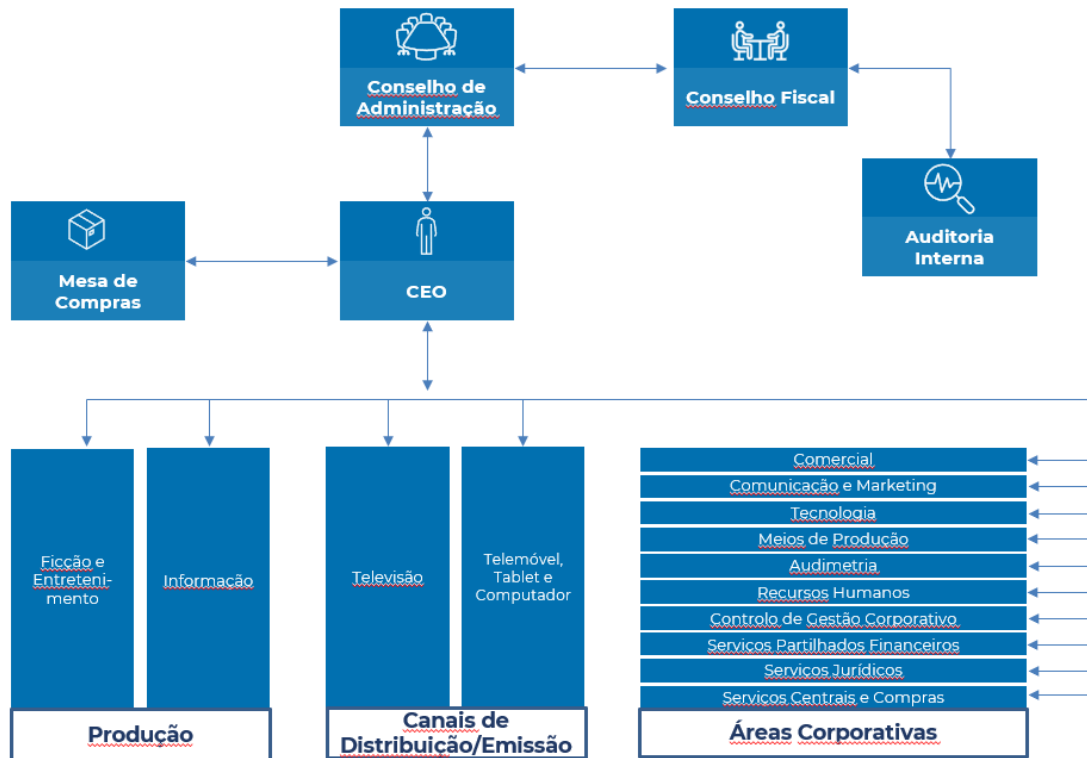 Conselho de
Administração
Conselho Fiscal
Auditoria
Interna
Mesa de
Compras
CEO
Ficção e
Entreteni-
mento
Informação
Televisão
Telemóvel,
Tablet e
Computador
Comercial
Comunicação e Marketing
Tecnologia
Meios de Produção
Audimetria
Recursos Humanos
Controlo de Gestão Corporativo
Serviços Partilhados Financeiros
Serviços Jurídicos
Serviços Centrais e Compras
Produção
Canais de
Distribuição/Emissão
Áreas Corporativas